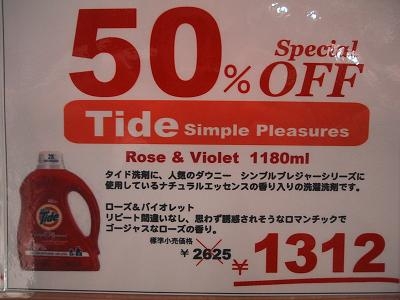 50% Special OFF
Tide Simple Pleasures
Rose & Violet 1180ml
タイド洗剤に、人気のダウニー シンプルプレジャーシリーズに
使用しているナチュラルエッセンスの香り入りの洗濯洗剤です。
ローズ&バイオレット
リピート間違いなし、思わず誘惑されそうなロマンチックで
ゴージャスなローズの香り。
標準小売価格
¥2625
¥1312
Tide